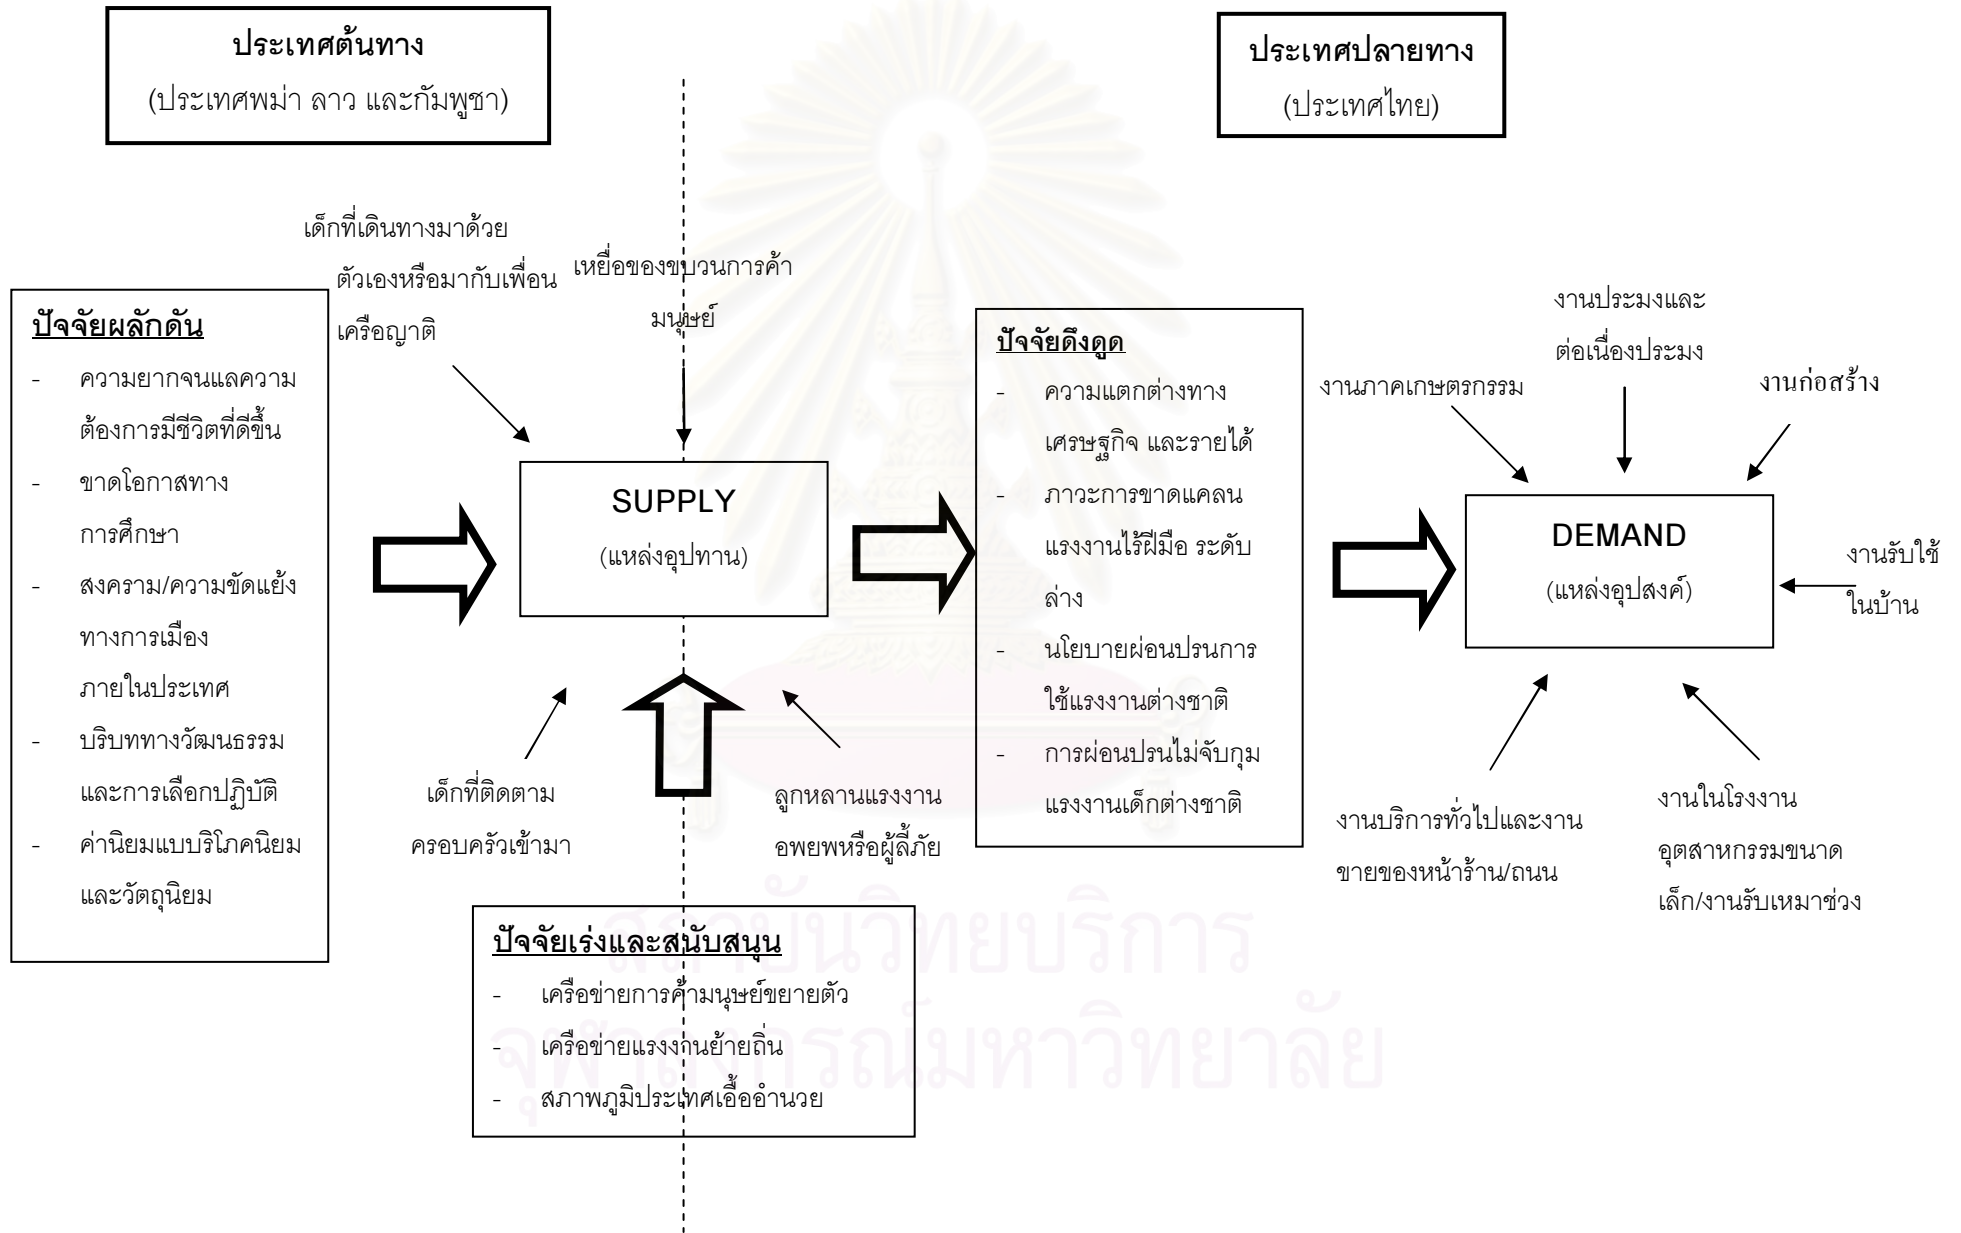 ประเทศต้นทาง
(ประเทศพม่า ลาว และกัมพูชา)
ประเทศปลายทาง
(ประเทศไทย)
เด็กที่เดินทางมาด้วย
ตัวเองหรือมากับเพื่อน
เครือญาติ
เหยื่อของขบวนการค้า
มนุษย์
ปัจจัยผลักดัน
- ความยากจนแลความ
ต้องการมีชีวิตที่ดีขึ้น
- ขาดโอกาสทาง
การศึกษา
- สงคราม/ความขัดแย้ง
ทางการเมือง
ภายในประเทศ
- บริบททางวัฒนธรรม
และการเลือกปฏิบัติ
- ค่านิยมแบบบริโภคนิยม
และวัตถุนิยม
SUPPLY
(แหล่งอุปทาน)
เด็กที่ติดตาม
ครอบครัวเข้ามา
ลูกหลานแรงงาน
อพยพหรือผู้ลี้ภัย
ปัจจัยเร่งและสนับสนุน
- เครือข่ายการค้ามนุษย์ขยายตัว
- เครือข่ายแรงงานย้ายถิ่น
- สภาพภูมิประเทศเอื้ออำนวย
ปัจจัยดึงดูด
- ความแตกต่างทาง
เศรษฐกิจ และรายได้
- ภาวะการขาดแคลน
แรงงานไร้ฝีมือ ระดับ
ล่าง
- นโยบายผ่อนปรนการ
ใช้แรงงานต่างชาติ
- การผ่อนปรนไม่จับกุม
แรงงานเด็กต่างชาติ
งานภาคเกษตรกรรม
งานประมงและ
ต่อเนื่องประมง
งานก่อสร้าง
DEMAND
(แหล่งอุปสงค์)
งานรับใช้
ในบ้าน
งานบริการทั่วไปและงาน
ขายของหน้าร้าน/ถนน
งานในโรงงาน
อุตสาหกรรมขนาด
เล็ก/งานรับเหมาช่วง
สถาบันวิทยบริการ
จุฬาลงกรณ์มหาวิทยาลัย